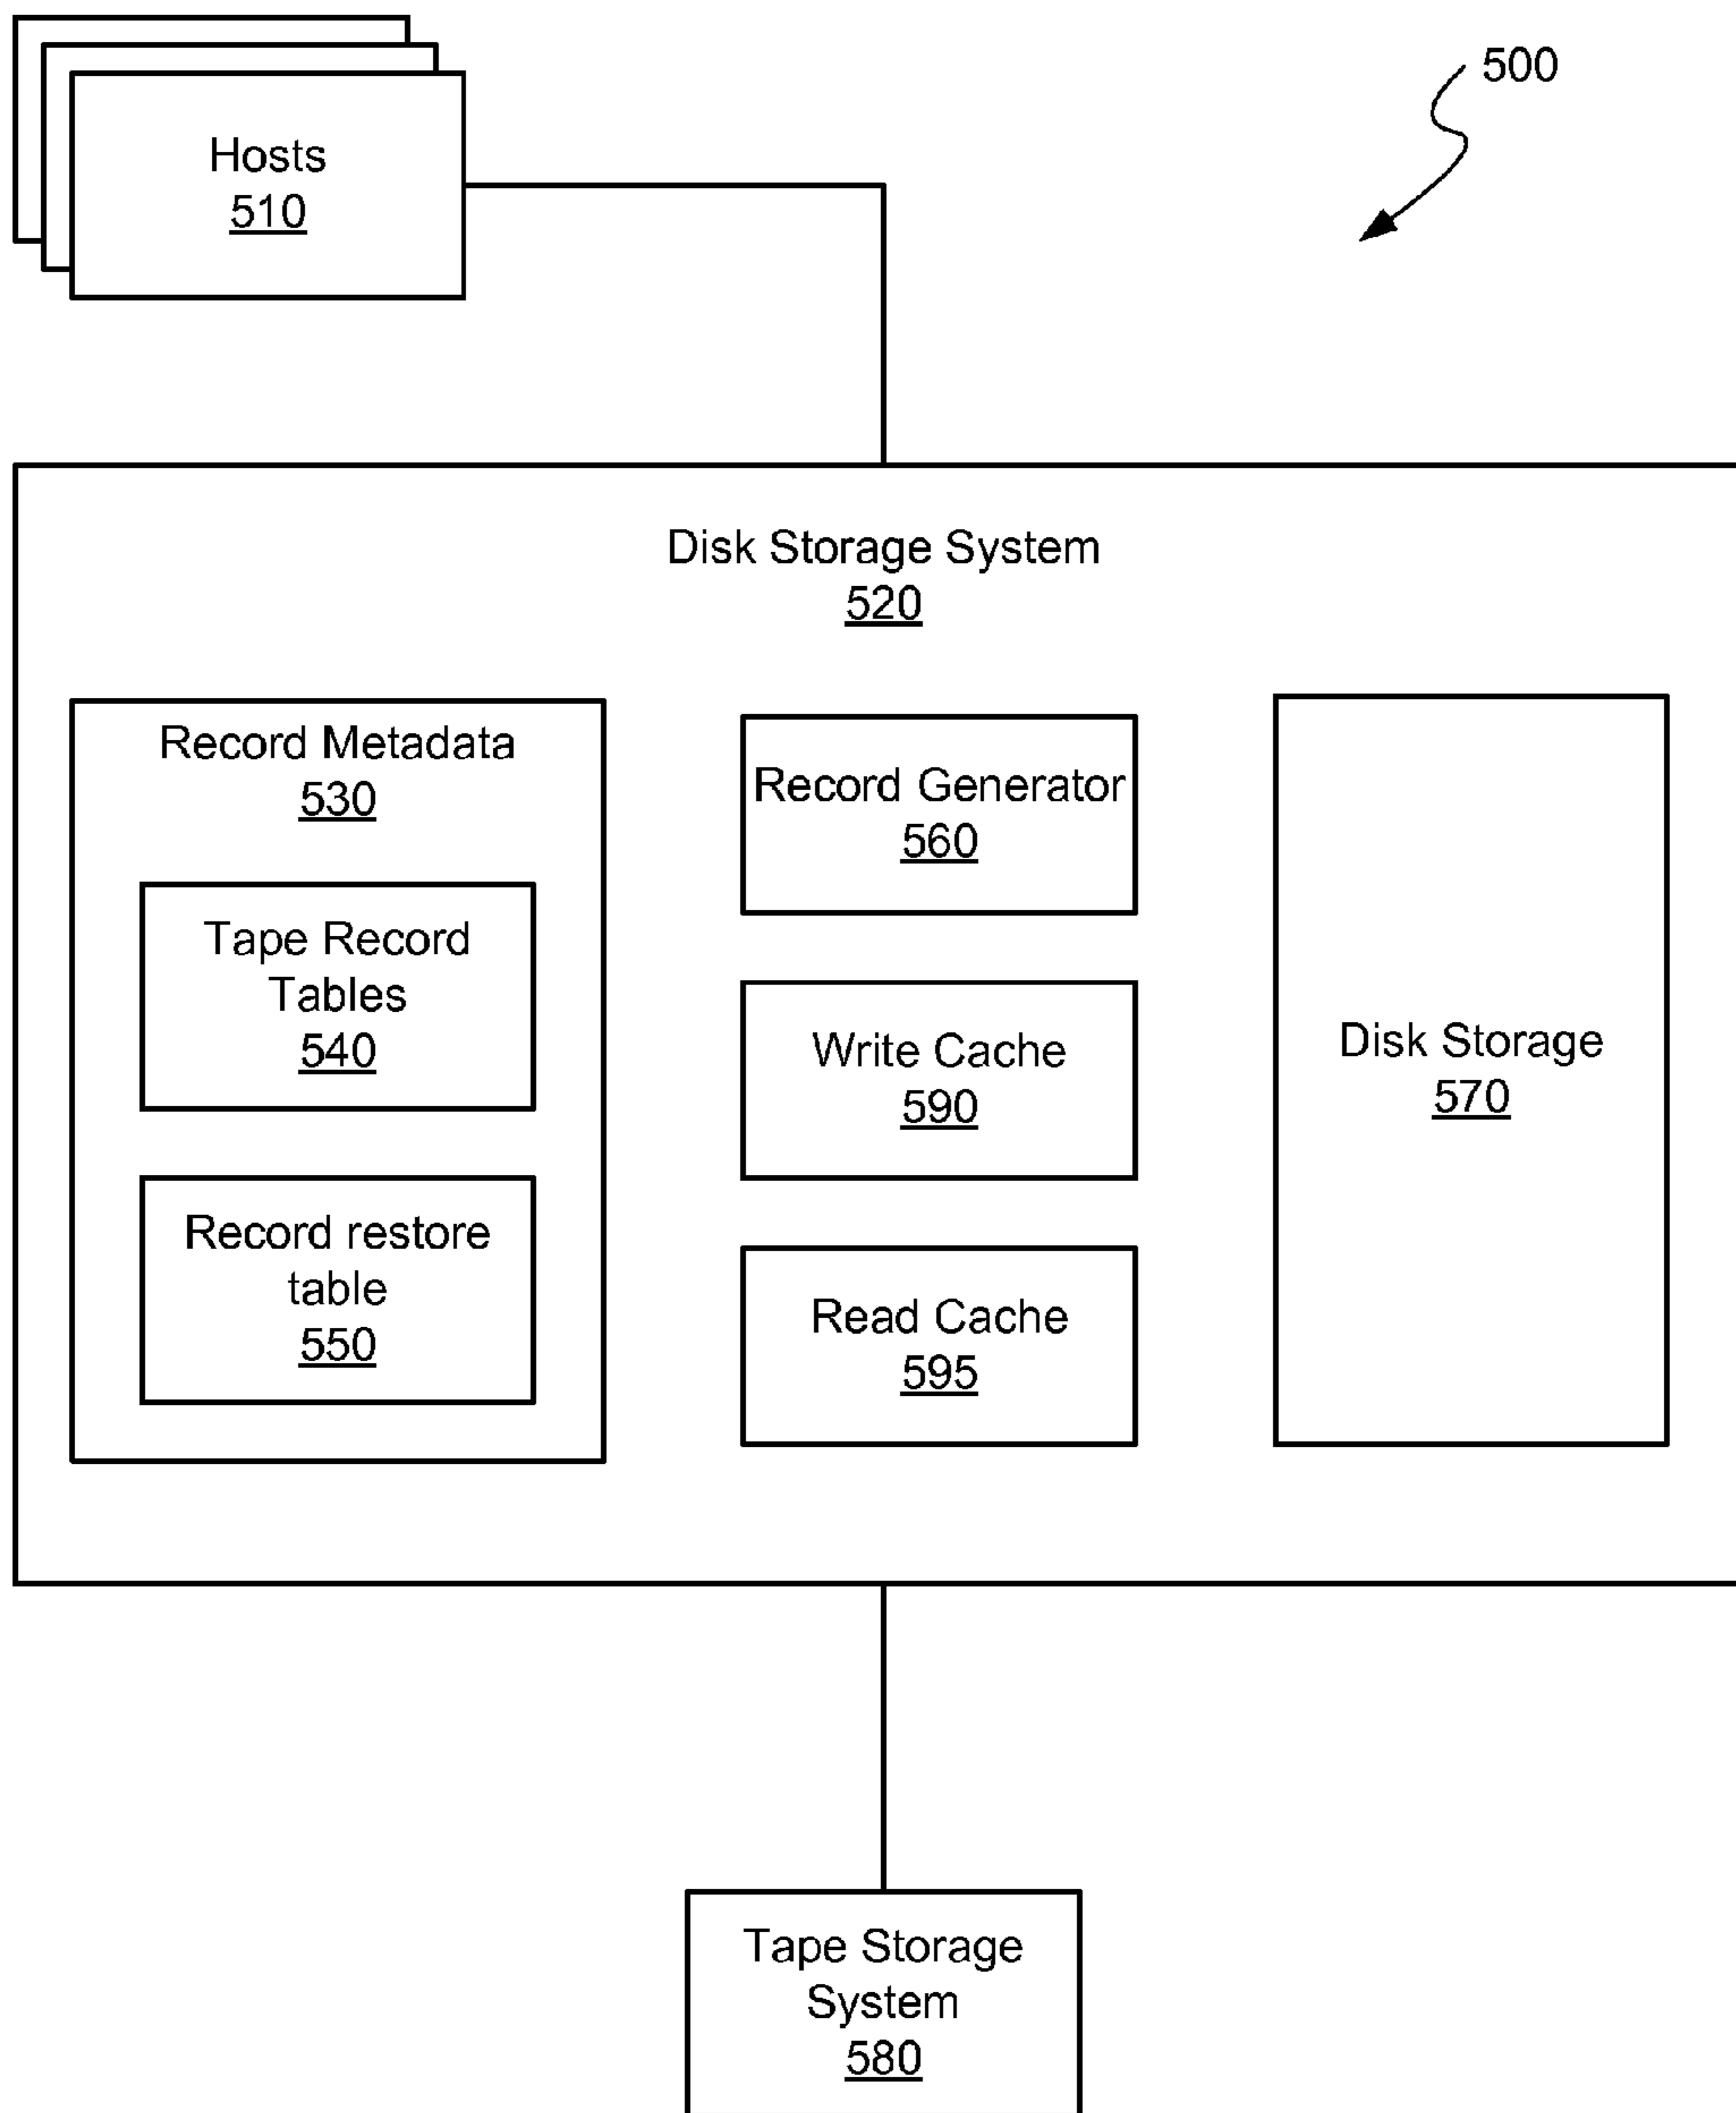 500
Hosts
510
Disk Storage System
520
Record Metadata
530
Tape Record
Tables
540
Record restore
table
550
Record Generator
560
Write Cache
590
Read Cache
595
Disk Storage
570
Tape Storage
System
580